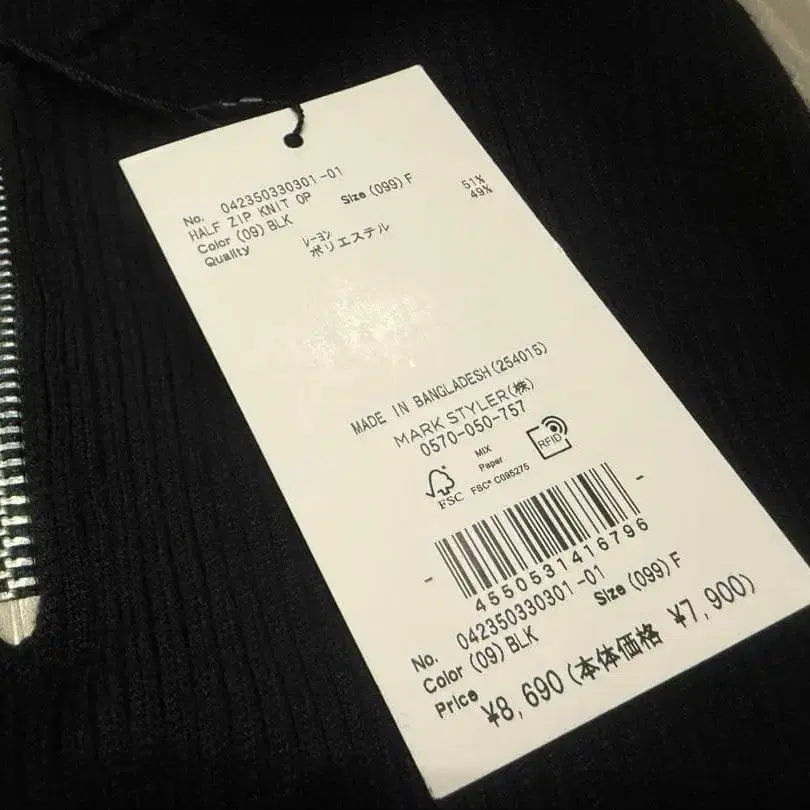 No. 042350330301-01
HALF ZIP KNIT OP
Color (09) BLK Size (099) F
Quality ﾚｰﾖﾝ 51%
ポリエステル 49%
MADE IN BANGLADESH(254015)
MARK STYLER(株)
0570-050-757
MIX
Paper
FSC FSC® C095275
RFID
4550531416796
No. 042350330301-01
Color (09) BLK Size (099) F
Price ¥8,690(本体価格 ¥7,900)